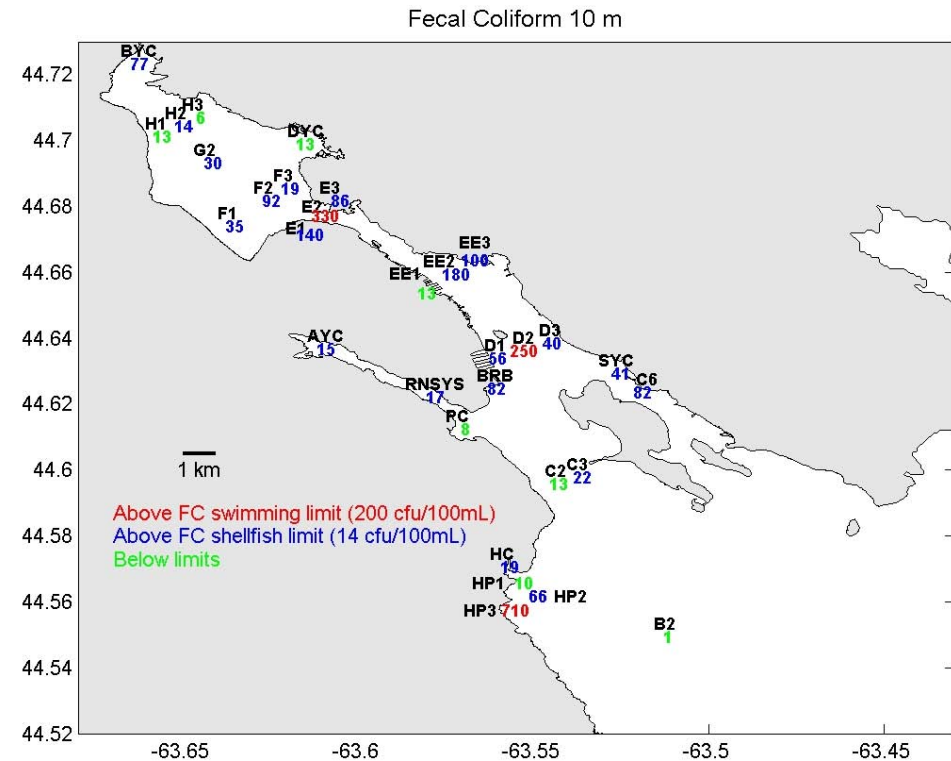 Fecal Coliform 10 m
44.72
44.7
44.68
44.66
44.64
44.62
44.6
44.58
44.56
44.54
44.52
BYC
77
H3
6
H2
14
H1
13
DYC
13
G2
30
F3
19
F2
92
E3
86
E2
330
F1
35
E1
140
EE3
100
EE2
180
EE1
13
AYC
15
D3
40
D2
250
D1
56
SYC
41
BRB
82
C6
82
RNSYS
17
PC
8
1 km
C3
22
C2
13
Above FC swimming limit (200 cfu/100mL)
Above FC shellfish limit (14 cfu/100mL)
Below limits
HC
19
HP1 10
66 HP2
HP3 710
B2
1
-63.65 -63.6 -63.55 -63.5 -63.45